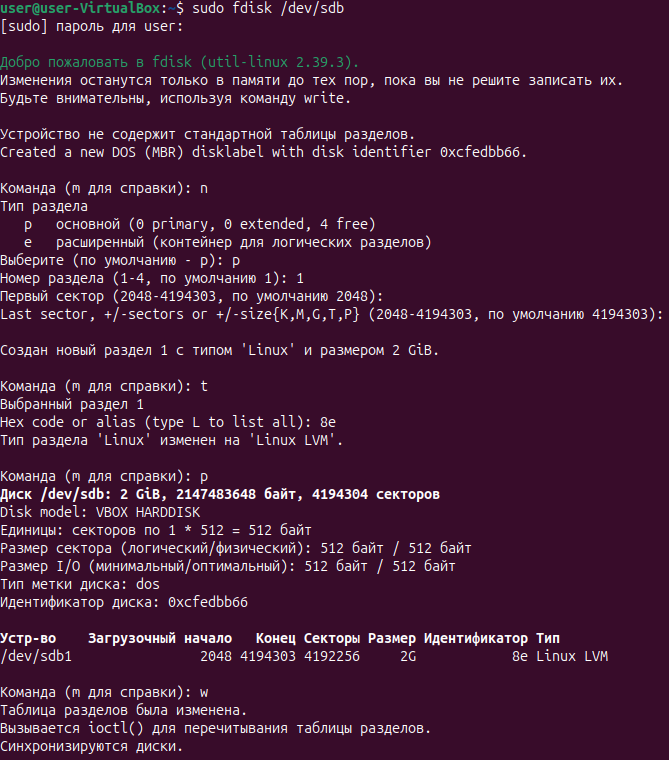 user@user-VirtualBox:~$ sudo fdisk /dev/sdb
[sudo] пароль для user:
Добро пожаловать в fdisk (util-linux 2.39.3).
Изменения останутся только в памяти до тех пор, пока вы не решите записать их.
Будьте внимательны, используя команду write.
Устройство не содержит стандартной таблицы разделов.
Created a new DOS (MBR) disklabel with disk identifier 0xcfedbb66.
Команда (m для справки): n
Тип раздела
p основной (0 primary, 0 extended, 4 free)
e расширенный (контейнер для логических разделов)
Выберите (по умолчанию - p): p
Номер раздела (1-4, по умолчанию 1): 1
Первый сектор (2048-4194303, по умолчанию 2048):
Last sector, +/-sectors or +/-size{K,M,G,T,P} (2048-4194303, по умолчанию 4194303):
Создан новый раздел 1 с типом 'Linux' и размером 2 GiB.
Команда (m для справки): t
Выбранный раздел 1
Hex code or alias (type L to list all): 8e
Тип раздела 'Linux' изменен на 'Linux LVM'.
Команда (m для справки): p
Диск /dev/sdb: 2 GiB, 2147483648 байт, 4194304 секторов
Disk model: VBOX HARDDISK
Единицы: секторов по 1 * 512 = 512 байт
Размер сектора (логический/физический): 512 байт / 512 байт
Размер I/O (минимальный/оптимальный): 512 байт / 512 байт
Тип метки диска: dos
Идентификатор диска: 0xcfedbb66
Устр-во Загрузочный начало Конец Секторы Размер Идентификатор Тип
/dev/sdb1 2048 4194303 4192256 2G 8e Linux LVM
Команда (m для справки): w
Таблица разделов была изменена.
Вызывается ioctl() для перечитывания таблицы разделов.
Синхронизируются диски.